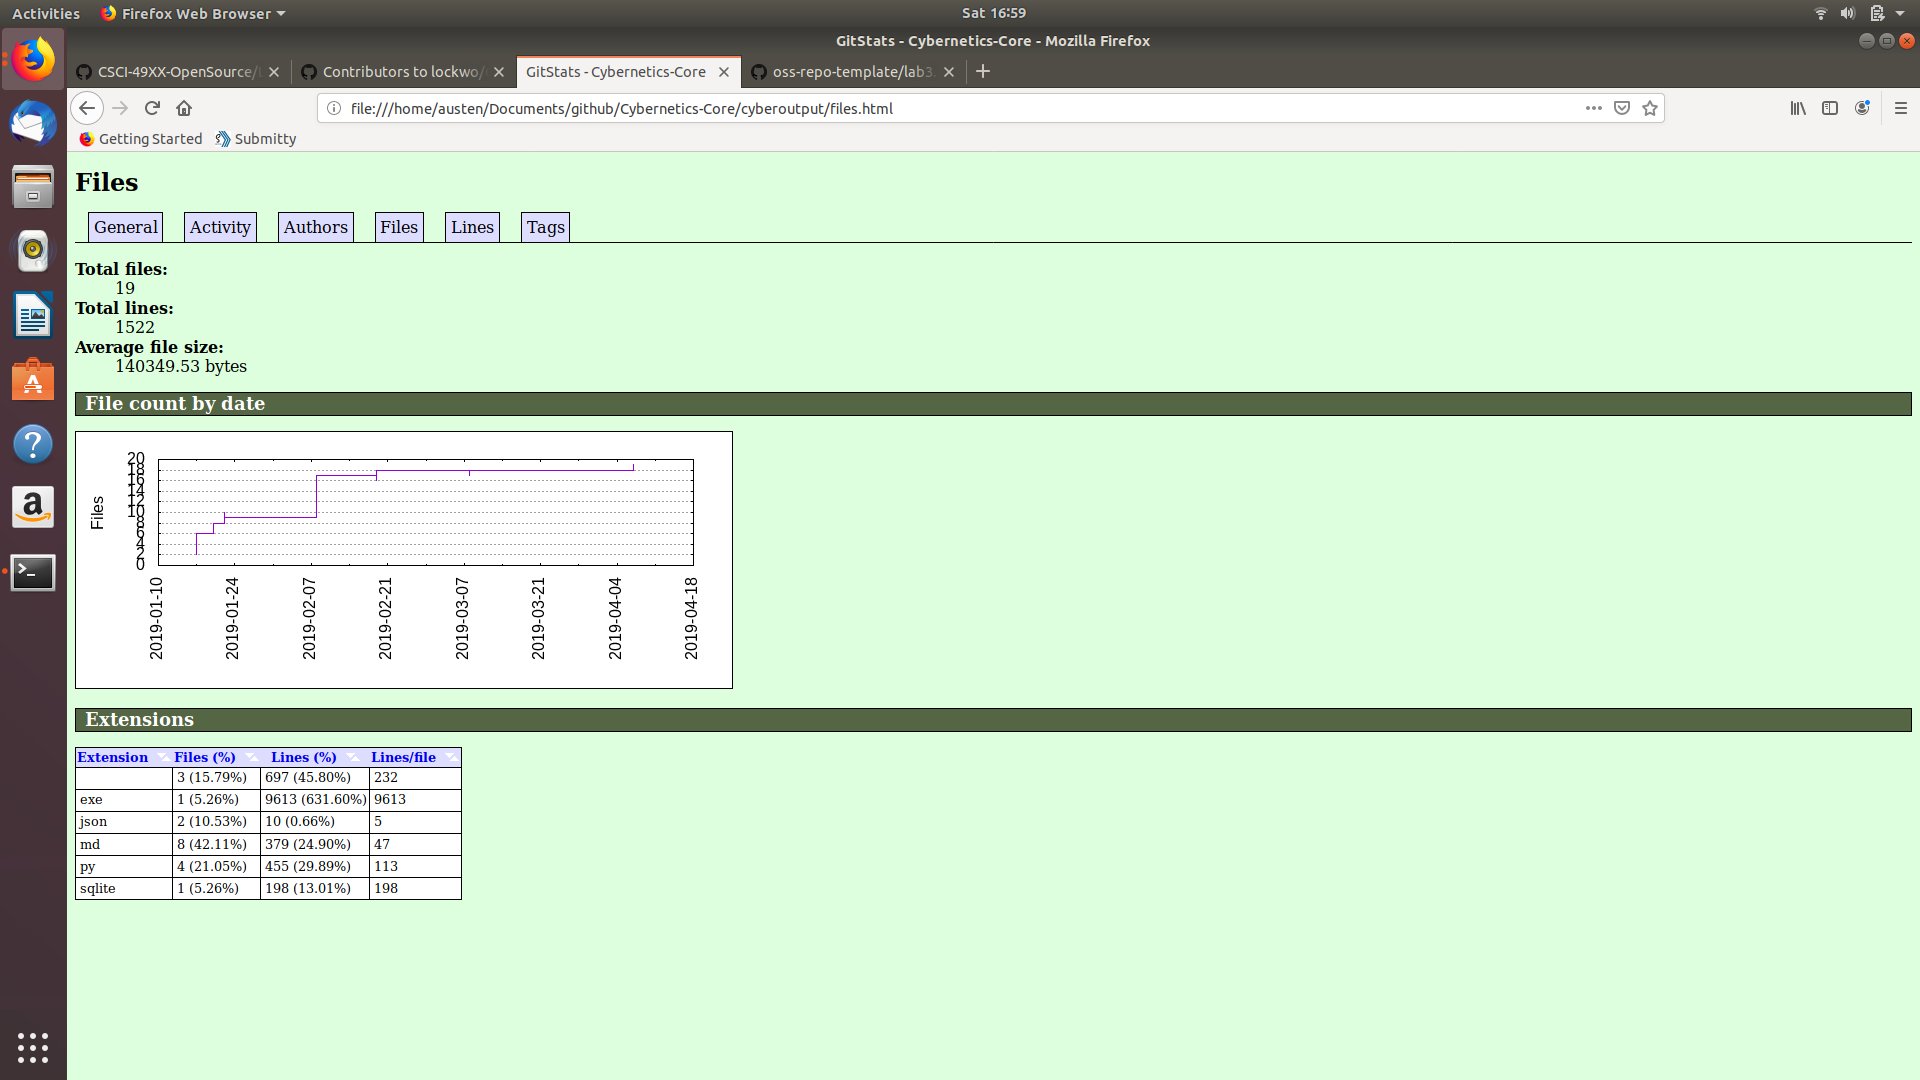 Activities Firefox Web Browser Sat 16:59
GitStats - Cybernetics-Core - Mozilla Firefox
CSCI-49XX-OpenSource/ Contributors to lockwo/ GitStats - Cybernetics-Core oss-repo-template/lab3
file:///home/austen/Documents/github/Cybernetics-Core/cyberoutput/files.html
Getting Started Submitty
Files
General Activity Authors Files Lines Tags
Total files:
19
Total lines:
1522
Average file size:
140349.53 bytes
File count by date
Files
20
18
16
14
12
10
8
6
4
2
0
2019-01-10 2019-01-24 2019-02-07 2019-02-21 2019-03-07 2019-03-21 2019-04-04 2019-04-18
Extensions
Extension Files (%) Lines (%) Lines/file
3 (15.79%) 697 (45.80%) 232
exe 1 (5.26%) 9613 (631.60%) 9613
json 2 (10.53%) 10 (0.66%) 5
md 8 (42.11%) 379 (24.90%) 47
py 4 (21.05%) 455 (29.89%) 113
sqlite 1 (5.26%) 198 (13.01%) 198